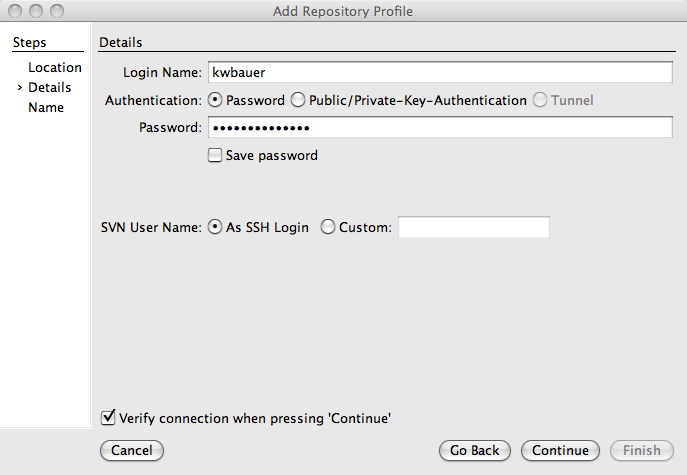 Add Repository Profile
Steps
Location
› Details
Name
Details
Login Name: kwbauer
Authentication: Password Public/Private-Key-Authentication Tunnel
Password: ••••••••••••••
Save password
SVN User Name: As SSH Login Custom:
Verify connection when pressing 'Continue'
Cancel Go Back Continue Finish